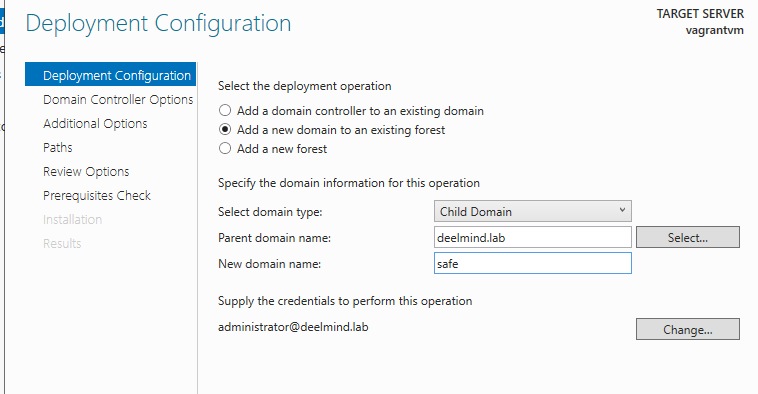 Deployment Configuration
TARGET SERVER
vagrantvm
Deployment Configuration
Domain Controller Options
Additional Options
Paths
Review Options
Prerequisites Check
Installation
Results
Select the deployment operation
Add a domain controller to an existing domain
Add a new domain to an existing forest
Add a new forest
Specify the domain information for this operation
Select domain type: Child Domain
Parent domain name: deelmind.lab Select...
New domain name: safe
Supply the credentials to perform this operation
administrator@deelmind.lab Change...